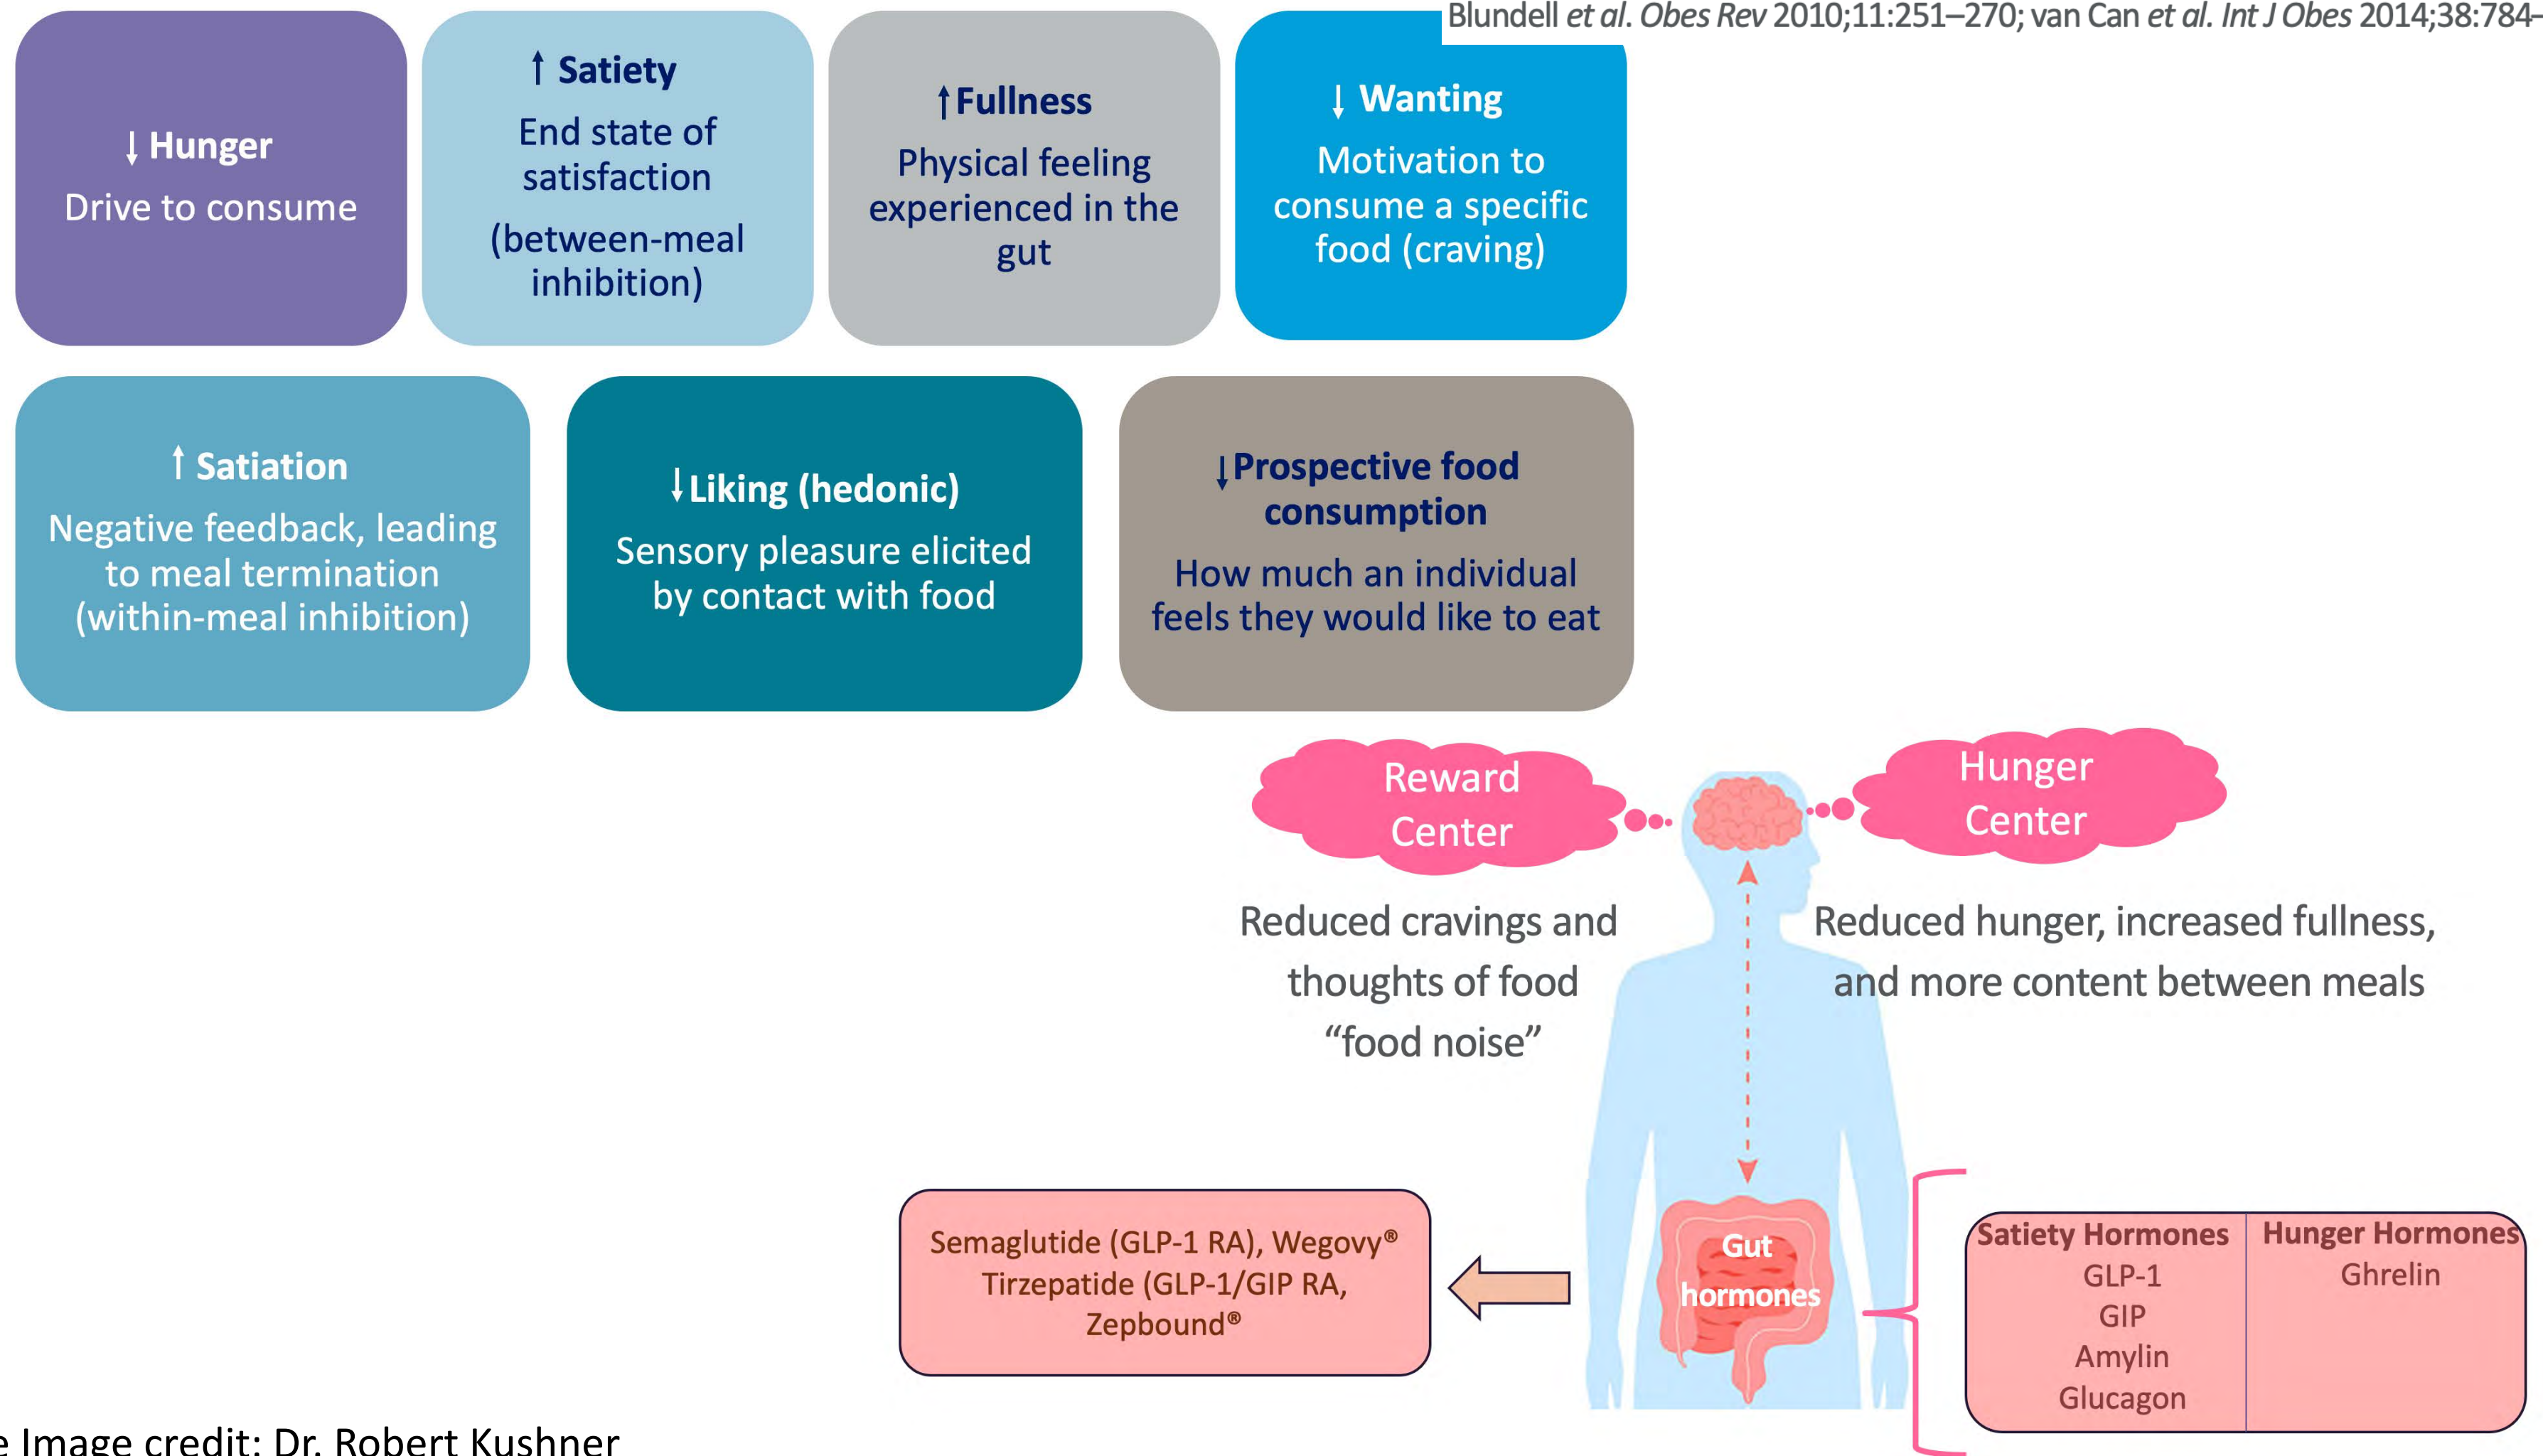 Blundell et al. Obes Rev 2010;11:251–270; van Can et al. Int J Obes 2014;38:784–
↓ Hunger
Drive to consume
↑ Satiety
End state of
satisfaction
(between-meal
inhibition)
↑Fullness
Physical feeling
experienced in the
gut
↓ Wanting
Motivation to
consume a specific
food (craving)
↑ Satiation
Negative feedback, leading
to meal termination
(within-meal inhibition)
↓Liking (hedonic)
Sensory pleasure elicited
by contact with food
↓Prospective food
consumption
How much an individual
feels they would like to eat
Reward
Center
Hunger
Center
Reduced cravings and
thoughts of food
“food noise”
Reduced hunger, increased fullness,
and more content between meals
Semaglutide (GLP-1 RA), Wegovy®
Tirzepatide (GLP-1/GIP RA,
Zepbound®
Gut
hormones
Satiety Hormones
GLP-1
GIP
Amylin
Glucagon
Hunger Hormones
Ghrelin
e Image credit: Dr. Robert Kushner